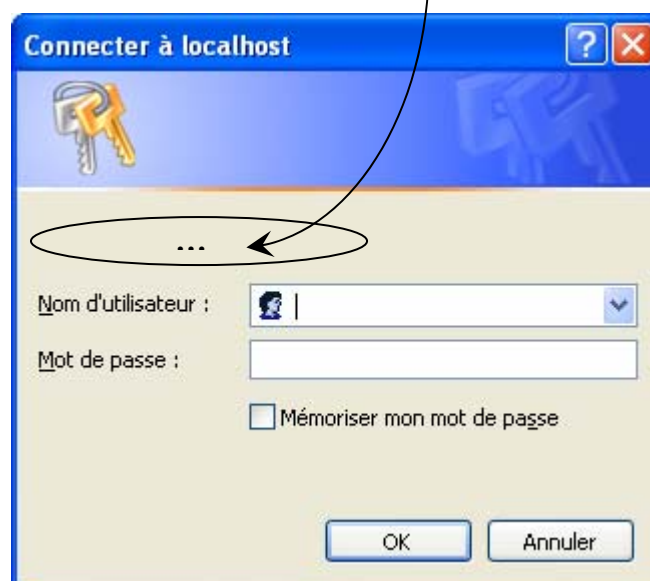 Connecter à localhost
...
Nom d'utilisateur :
Mot de passe :
Mémoriser mon mot de passe
OK Annuler